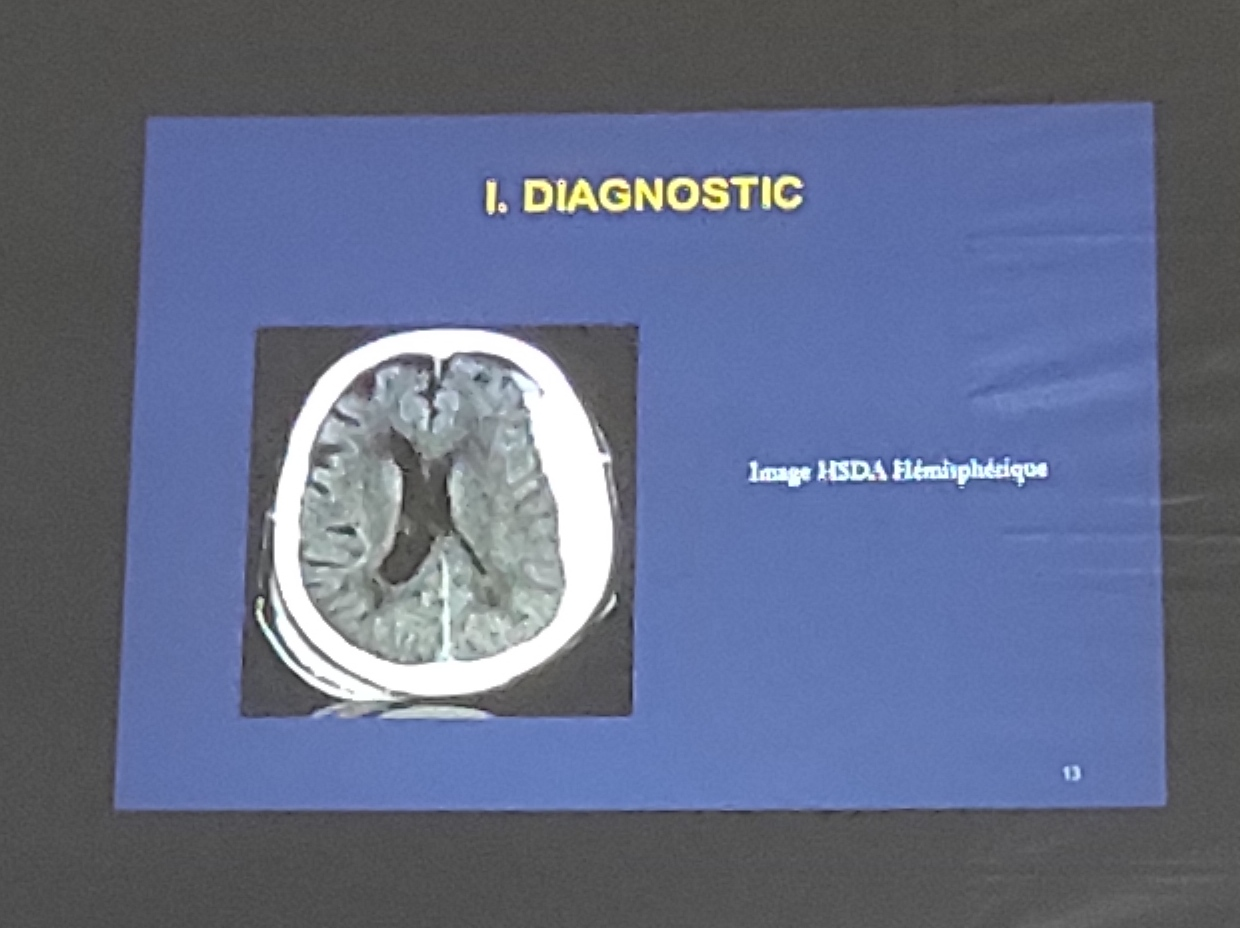 I. DIAGNOSTIC
Image HSDA Hémisphérique
13